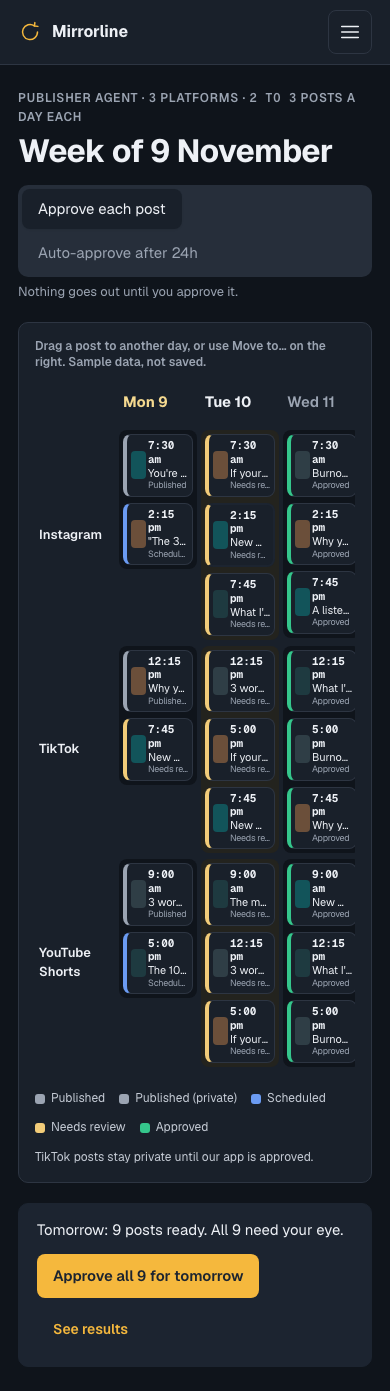 Mirrorline
PUBLISHER AGENT · 3 PLATFORMS · 2 TO 3 POSTS A
DAY EACH
Week of 9 November
Approve each post
Auto-approve after 24h
Nothing goes out until you approve it.
Drag a post to another day, or use Move to... on the
right. Sample data, not saved.
Mon 9 Tue 10 Wed 11
Instagram
7:30 am
You're ...
Published
7:30 am
If your...
Needs re...
7:30 am
Burno...
Approved
2:15 pm
"The 3...
Schedul...
2:15 pm
New ...
Needs r...
2:15 pm
Why y...
Approved
7:45 pm
What I'...
Needs re...
7:45 pm
A liste...
Approved
TikTok
12:15 pm
Why y...
Publishe...
12:15 pm
3 wor...
Needs re...
12:15 pm
What I'...
Approved
7:45 pm
New ...
Needs re...
5:00 pm
If your...
Needs re...
5:00 pm
Burno...
Approved
7:45 pm
New ...
Needs re...
7:45 pm
Why y...
Approved
YouTube
Shorts
9:00 am
3 wor...
Published
9:00 am
The m...
Needs re...
9:00 am
New ...
Approved
5:00 pm
The 10...
Schedul...
12:15 pm
3 wor...
Needs re...
12:15 pm
What I'...
Approved
5:00 pm
If your...
Needs re...
5:00 pm
Burno...
Approved
Published Published (private) Scheduled
Needs review Approved
TikTok posts stay private until our app is approved.
Tomorrow: 9 posts ready. All 9 need your eye.
Approve all 9 for tomorrow
See results